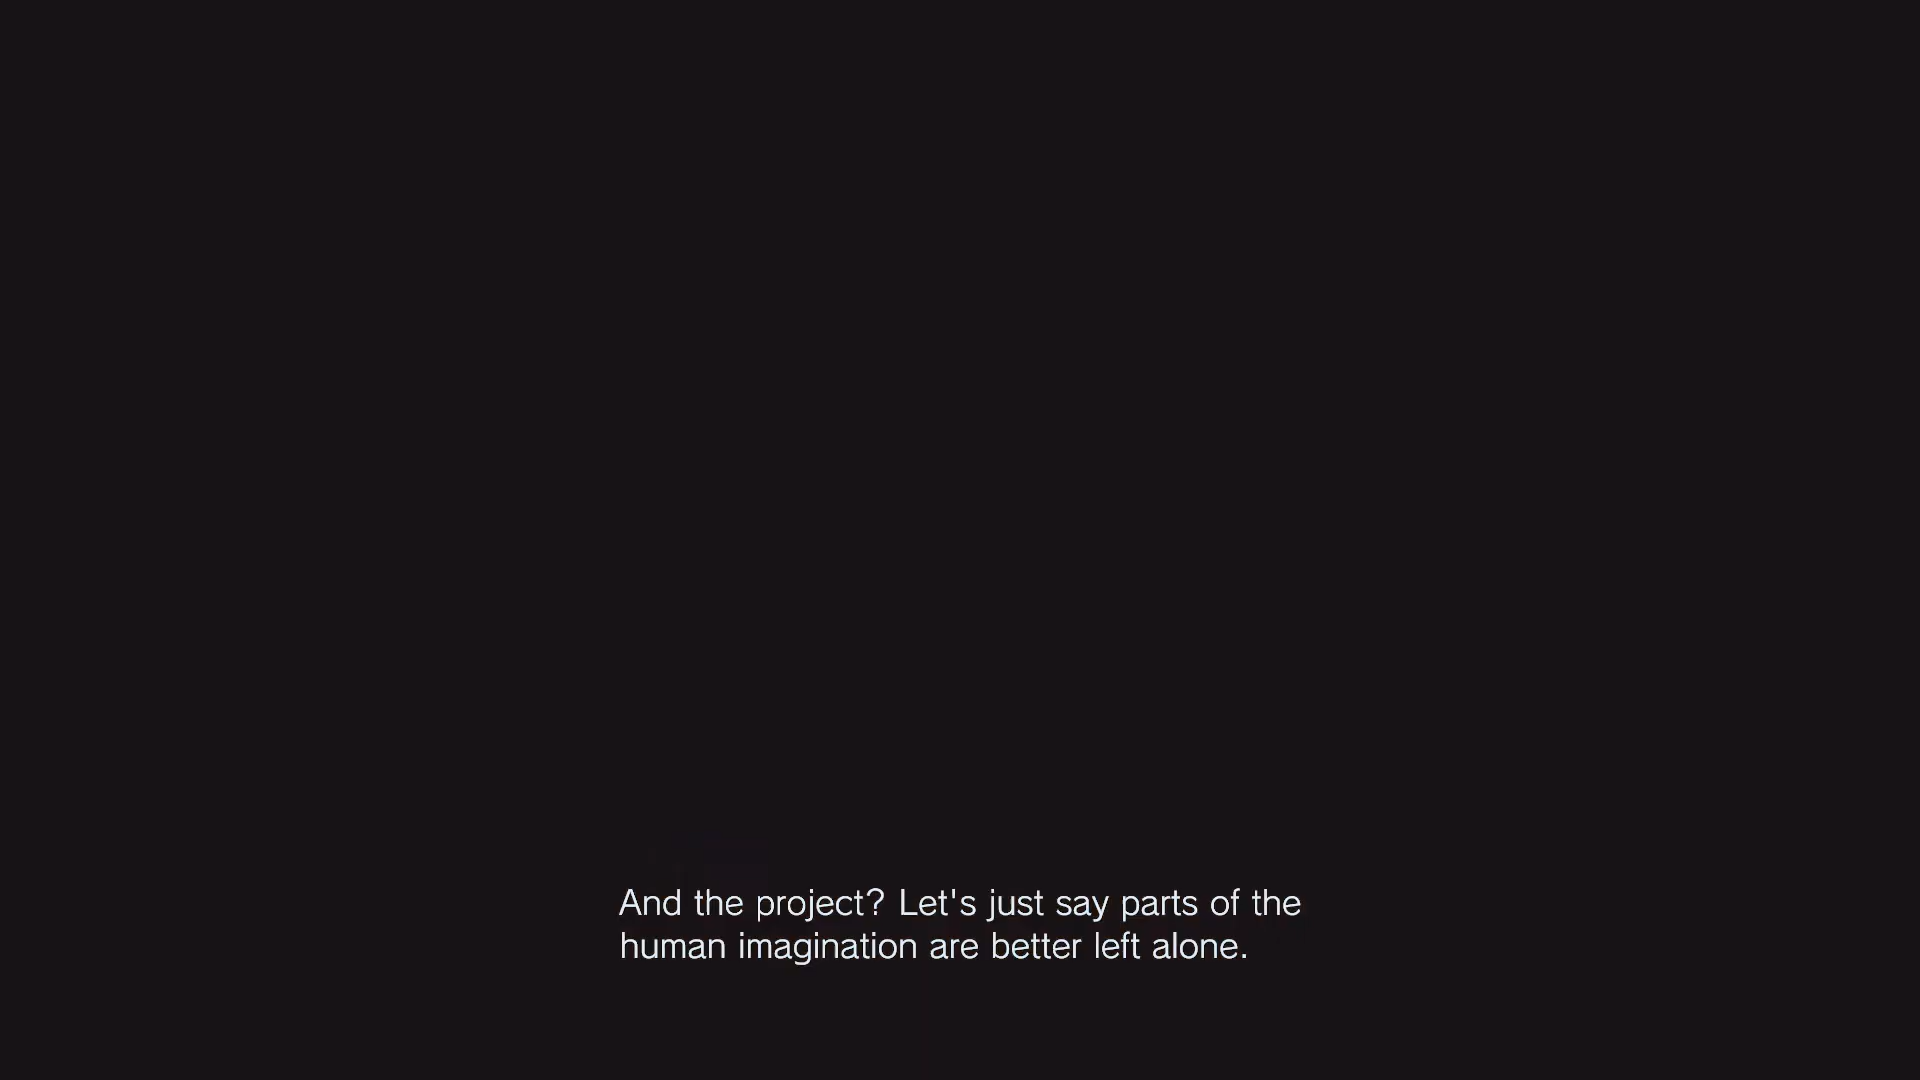 And the project? Let's just say parts of the
human imagination are better left alone.